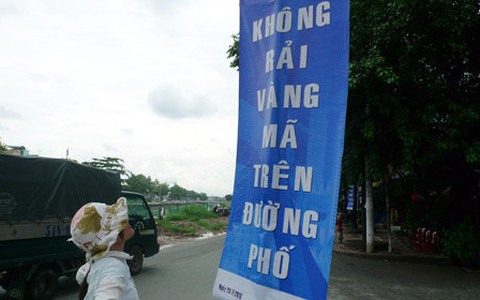 KHÔNG
RẢI
VÀNG
MÃ
TRÊN
ĐƯỜNG
PHỐ